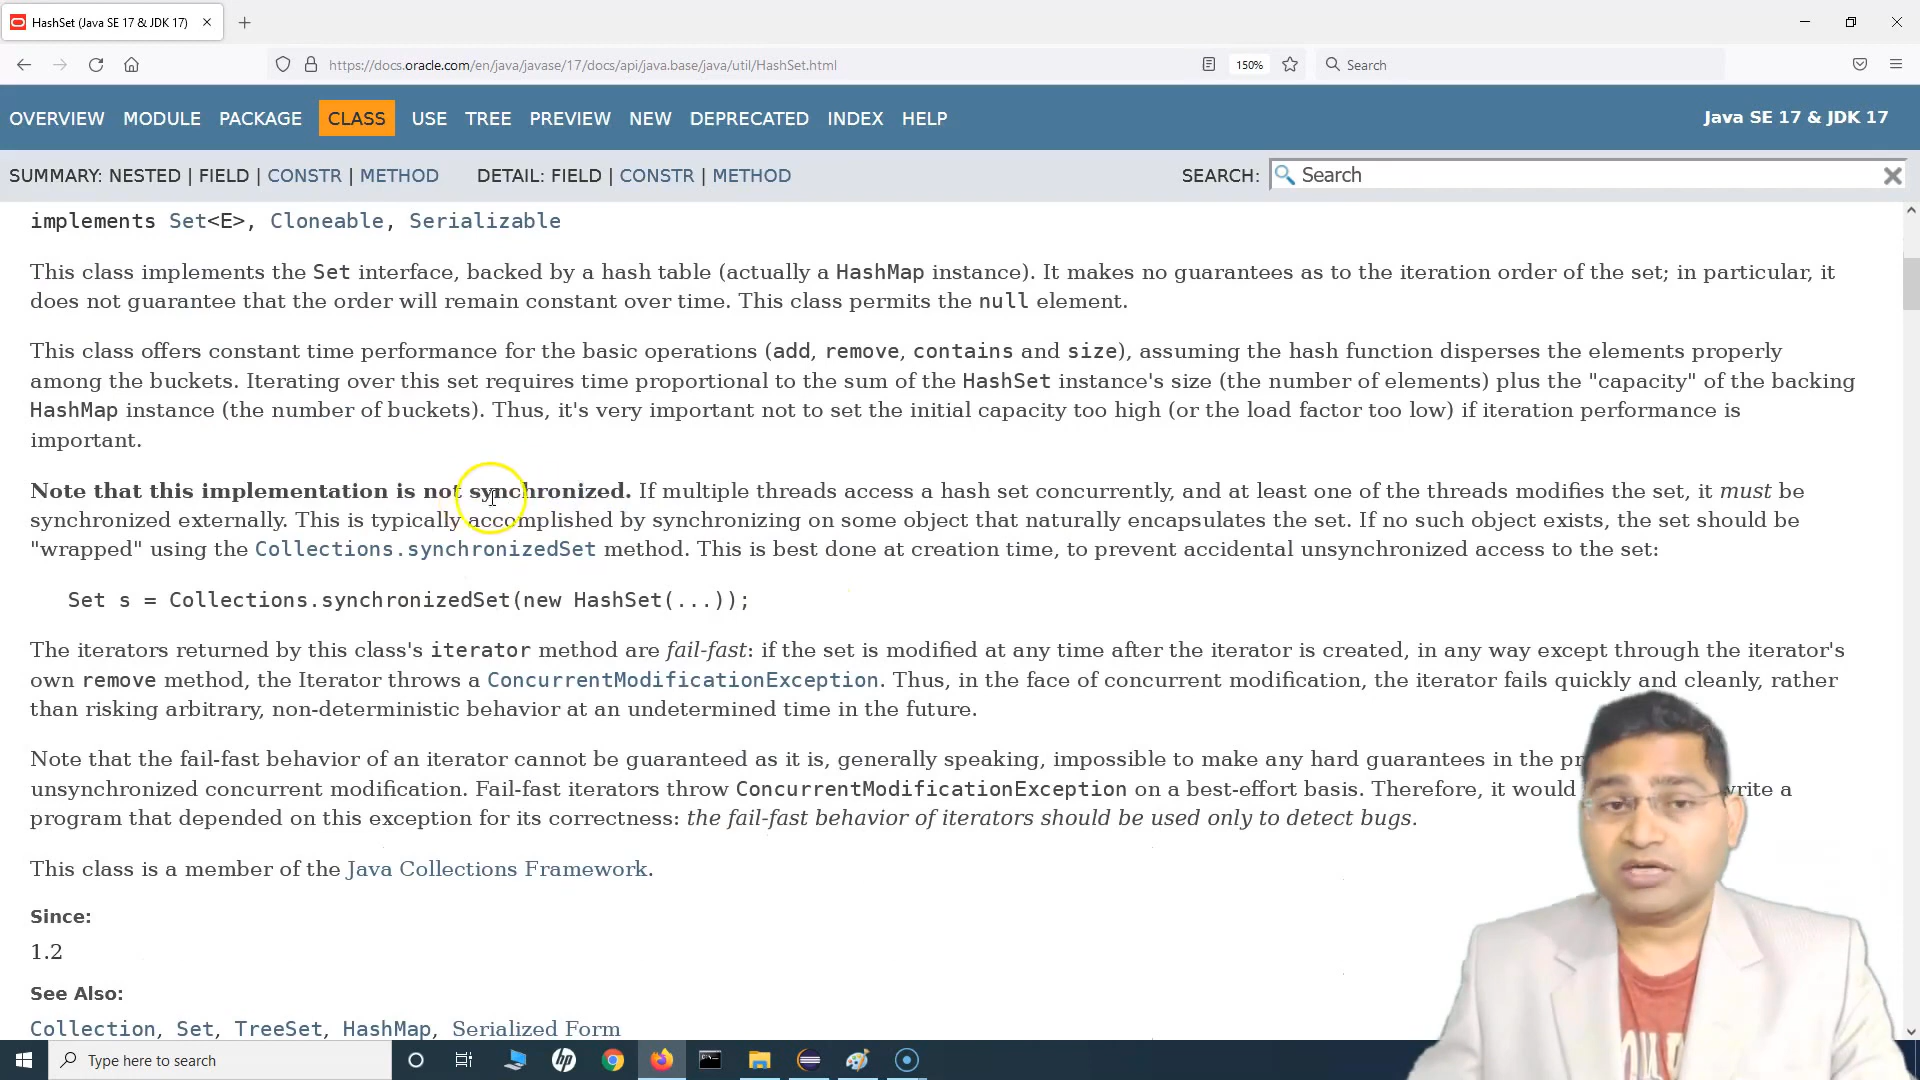 HashSet (Java SE 17 & JDK 17)
https://docs.oracle.com/en/java/javase/17/docs/api/java.base/java/util/HashSet.html
150%
Search
OVERVIEW MODULE PACKAGE CLASS USE TREE PREVIEW NEW DEPRECATED INDEX HELP
Java SE 17 & JDK 17
SUMMARY: NESTED | FIELD | CONSTR | METHOD DETAIL: FIELD | CONSTR | METHOD
SEARCH: Search
implements Set<E>, Cloneable, Serializable
This class implements the Set interface, backed by a hash table (actually a HashMap instance). It makes no guarantees as to the iteration order of the set; in particular, it
does not guarantee that the order will remain constant over time. This class permits the null element.
This class offers constant time performance for the basic operations (add, remove, contains and size), assuming the hash function disperses the elements properly
among the buckets. Iterating over this set requires time proportional to the sum of the HashSet instance's size (the number of elements) plus the "capacity" of the backing
HashMap instance (the number of buckets). Thus, it's very important not to set the initial capacity too high (or the load factor too low) if iteration performance is
important.
Note that this implementation is not synchronized. If multiple threads access a hash set concurrently, and at least one of the threads modifies the set, it must be
synchronized externally. This is typically accomplished by synchronizing on some object that naturally encapsulates the set. If no such object exists, the set should be
"wrapped" using the Collections.synchronizedSet method. This is best done at creation time, to prevent accidental unsynchronized access to the set:
Set s = Collections.synchronizedSet(new HashSet(...));
The iterators returned by this class's iterator method are fail-fast: if the set is modified at any time after the iterator is created, in any way except through the iterator's
own remove method, the Iterator throws a ConcurrentModificationException. Thus, in the face of concurrent modification, the iterator fails quickly and cleanly, rather
than risking arbitrary, non-deterministic behavior at an undetermined time in the future.
Note that the fail-fast behavior of an iterator cannot be guaranteed as it is, generally speaking, impossible to make any hard guarantees in the
unsynchronized concurrent modification. Fail-fast iterators throw ConcurrentModificationException on a best-effort basis. Therefore, it would write a
program that depended on this exception for its correctness: the fail-fast behavior of iterators should be used only to detect bugs.
This class is a member of the Java Collections Framework.
Since:
1.2
See Also:
Collection, Set, TreeSet, HashMap, Serialized Form
Type here to search
hp